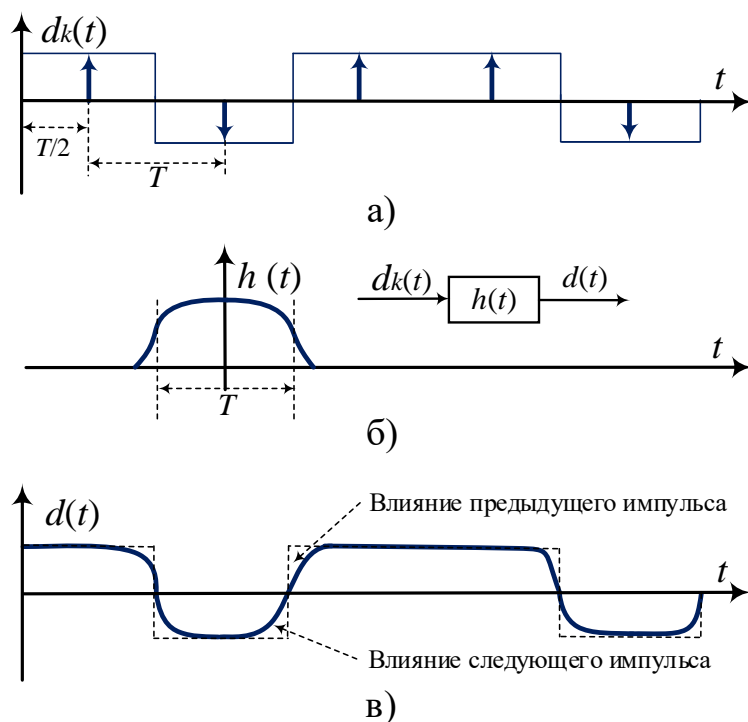 dk(t)
t
T/2
T
а)
h (t)
dk(t)
h(t)
d(t)
t
T
б)
d(t)
Влияние предыдущего импульса
t
Влияние следующего импульса
в)